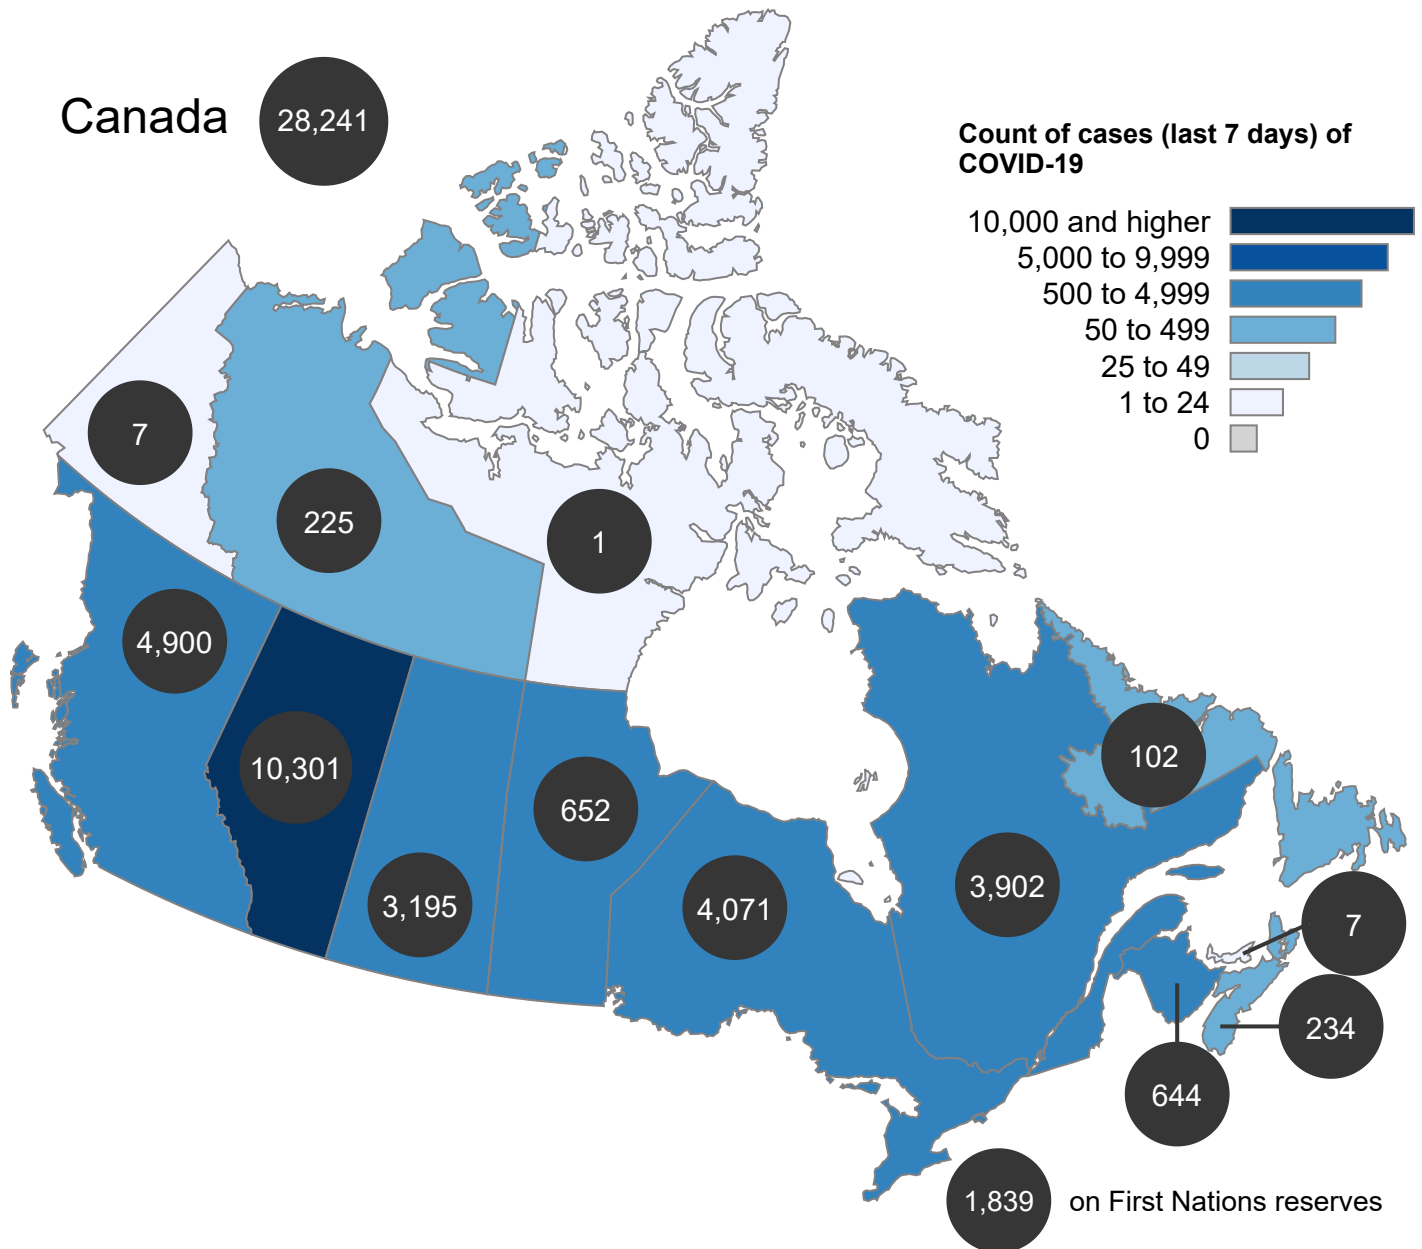 Canada
28,241
Count of cases (last 7 days) of
COVID-19
10,000 and higher
5,000 to 9,999
500 to 4,999
50 to 499
25 to 49
1 to 24
0
7
225
1
4,900
10,301
3,195
652
4,071
3,902
102
7
234
644
1,839
on First Nations reserves